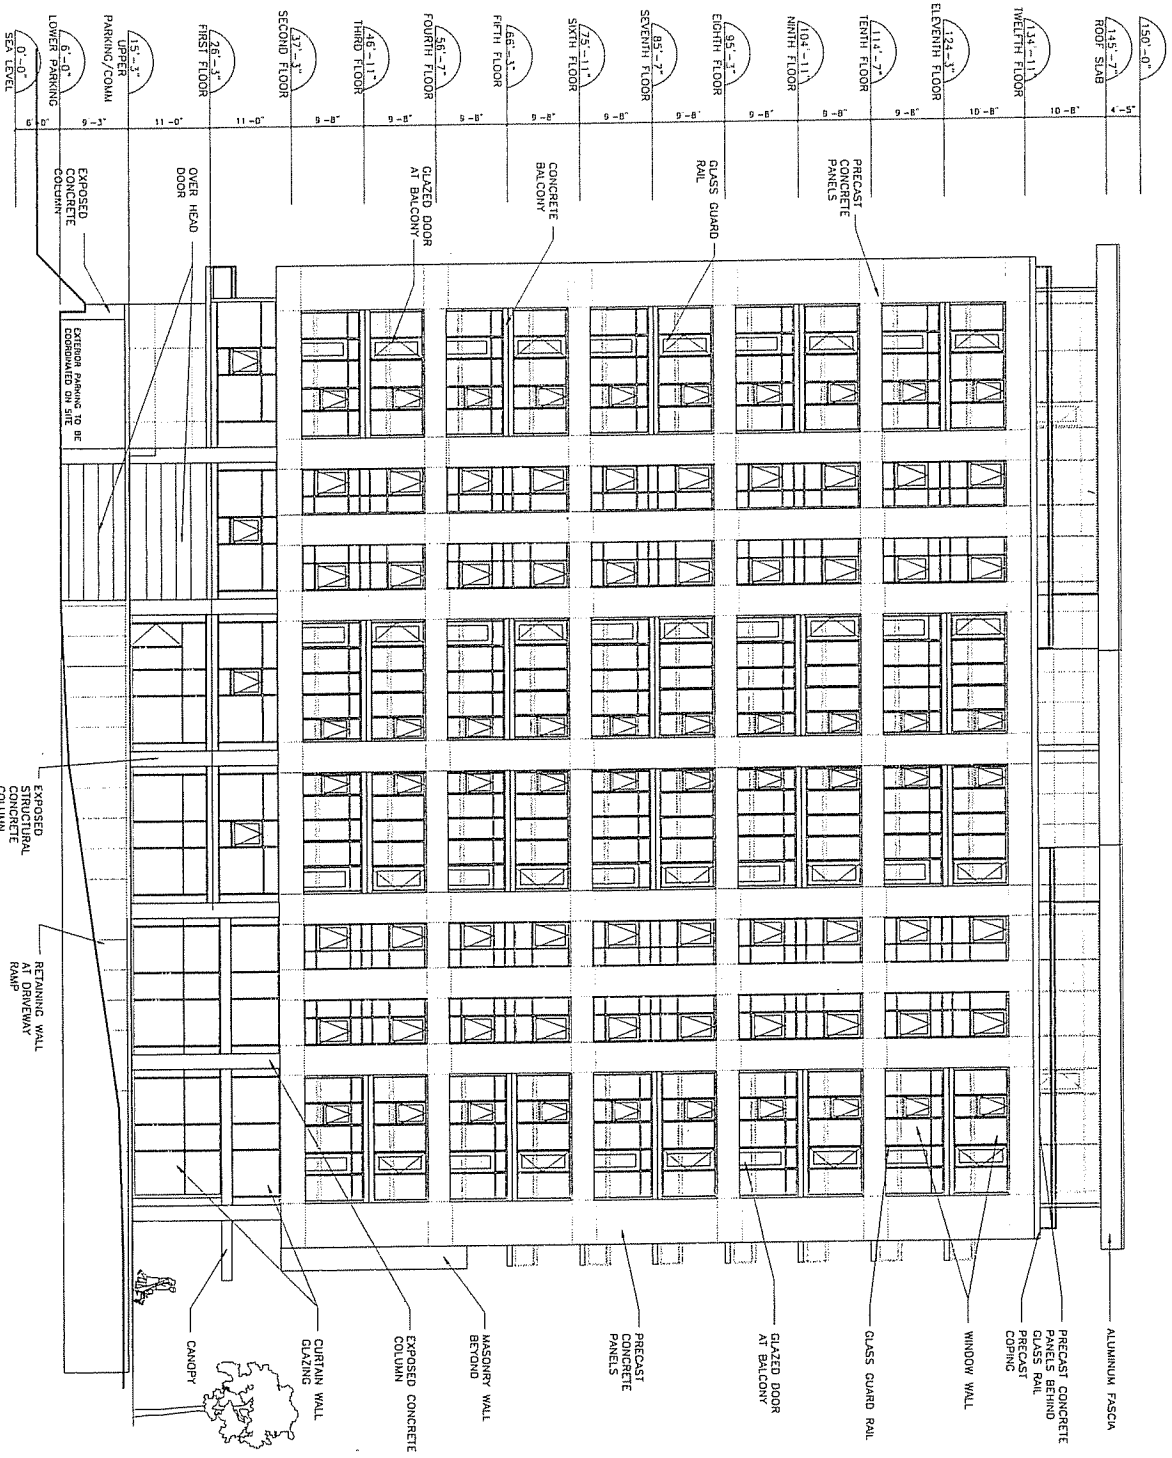 150'-0"
145'-7"
ROOF SLAB
134'-11"
TWELFTH FLOOR
124'-3"
ELEVENTH FLOOR
114'-7"
TENTH FLOOR
104'-11"
NINTH FLOOR
95'-3"
EIGHTH FLOOR
85'-7"
SEVENTH FLOOR
75'-11"
SIXTH FLOOR
66'-3"
FIFTH FLOOR
56'-7"
FOURTH FLOOR
46'-11"
THIRD FLOOR
37'-3"
SECOND FLOOR
26'-3"
FIRST FLOOR
15'-3"
UPPER
PARKING/COMM
6'-0"
LOWER PARKING
0'-0"
SEA LEVEL
4'-5"
10'-8"
10'-8"
9'-8"
9'-8"
9'-8"
9'-8"
9'-8"
9'-8"
9'-8"
9'-8"
9'-8"
11'-0"
11'-0"
9'-3"
6'-0"
PRECAST
CONCRETE
PANELS
GLASS GUARD
RAIL
CONCRETE
BALCONY
GLAZED DOOR
AT BALCONY
OVER HEAD
DOOR
EXPOSED
CONCRETE
COLUMN
EXTERIOR PARKING TO BE
COORDINATED ON SITE
EXPOSED
STRUCTURAL
CONCRETE
COLUMN
RETAINING WALL
AT DRIVEWAY
RAMP
ALUMINUM FASCIA
PRECAST CONCRETE
PANELS BEHIND
GLASS RAIL
PRECAST
COPING
WINDOW WALL
GLASS GUARD RAIL
GLAZED DOOR
AT BALCONY
PRECAST
CONCRETE
PANELS
MASONRY WALL
BEYOND
EXPOSED CONCRETE
COLUMN
CURTAIN WALL
GLAZING
CANOPY